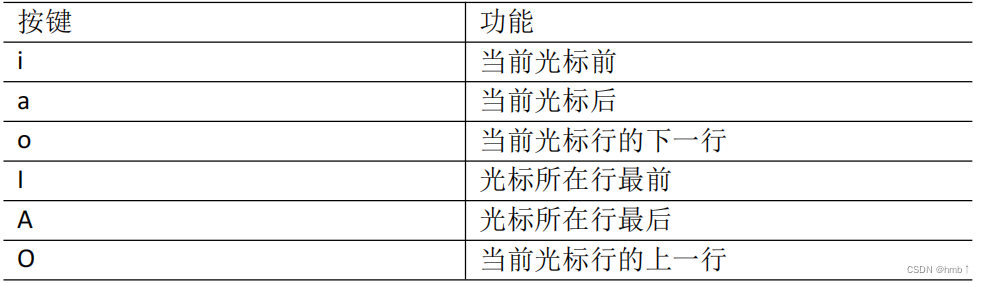 按键 功能
i 当前光标前
a 当前光标后
o 当前光标行的下一行
I 光标所在行最前
A 光标所在行最后
O 当前光标行的上一行
CSDN @hmb↑